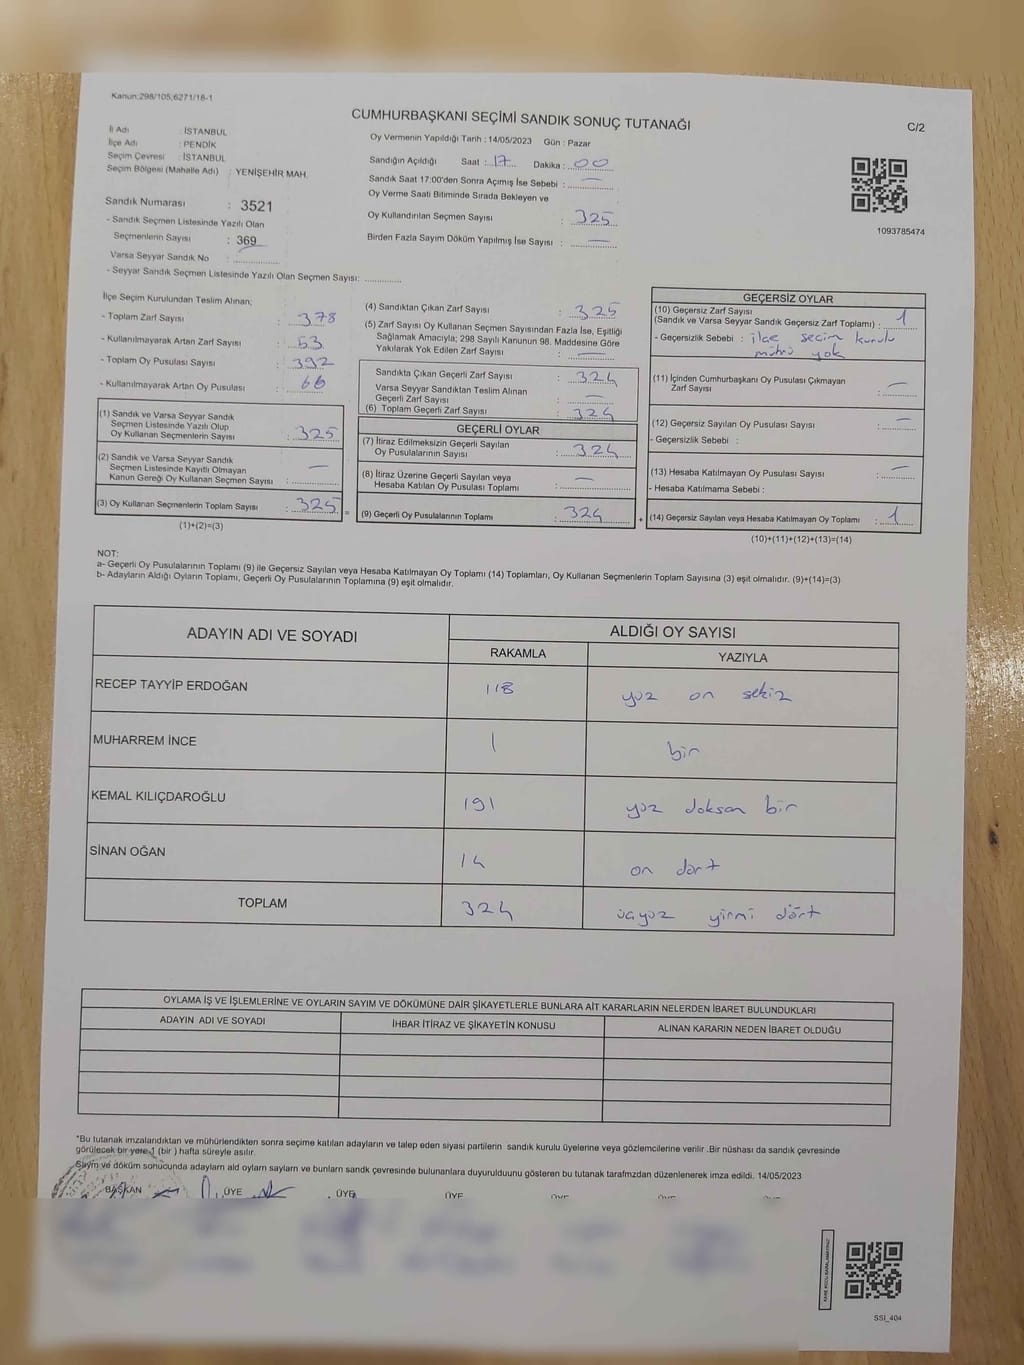 Kanun:298/105,6271/18-1
CUMHURBAŞKANI SEÇİMİ SANDIK SONUÇ TUTANAĞI
C/2
İl Adı : İSTANBUL
İlçe Adı : PENDİK
Seçim Çevresi : İSTANBUL
Seçim Bölgesi (Mahalle Adı) : YENİŞEHİR MAH.
Sandık Numarası : 3521
- Sandık Seçmen Listesinde Yazılı Olan
Seçmenlerin Sayısı : 369
Varsa Seyyar Sandık No :
- Seyyar Sandık Seçmen Listesinde Yazılı Olan Seçmen Sayısı:
Oy Vermenin Yapıldığı Tarih : 14/05/2023 Gün : Pazar
Sandığın Açıldığı Saat : 17 Dakika : 00
Sandık Saat 17:00'den Sonra Açımış İse Sebebi : —
Oy Verme Saati Bitiminde Sırada Bekleyen ve
Oy Kullandırılan Seçmen Sayısı : 325
Birden Fazla Sayım Döküm Yapılmış İse Sayısı : —
1093785474
İlçe Seçim Kurulundan Teslim Alınan;
- Toplam Zarf Sayısı : 378
- Kullanılmayarak Artan Zarf Sayısı : 53
- Toplam Oy Pusulası Sayısı : 392
- Kullanılmayarak Artan Oy Pusulası : 66
(1) Sandık ve Varsa Seyyar Sandık
Seçmen Listesinde Yazılı Olup
Oy Kullanan Seçmenlerin Sayısı : 325
(2) Sandık ve Varsa Seyyar Sandık
Seçmen Listesinde Kayıtlı Olmayan
Kanun Gereği Oy Kullanan Seçmen Sayısı : —
(3) Oy Kullanan Seçmenlerin Toplam Sayısı : 325 =
(1)+(2)=(3)
(4) Sandıktan Çıkan Zarf Sayısı : 325
(5) Zarf Sayısı Oy Kullanan Seçmen Sayısından Fazla İse, Eşitliği
Sağlamak Amacıyla; 298 Sayılı Kanunun 98. Maddesine Göre
Yakılarak Yok Edilen Zarf Sayısı : —
Sandıkta Çıkan Geçerli Zarf Sayısı : 324
Varsa Seyyar Sandıktan Teslim Alınan
Geçerli Zarf Sayısı : —
(6) Toplam Geçerli Zarf Sayısı : 324
GEÇERLİ OYLAR
(7) İtiraz Edilmeksizin Geçerli Sayılan
Oy Pusulalarının Sayısı : 324
(8) İtiraz Üzerine Geçerli Sayılan veya
Hesaba Katılan Oy Pusulası Toplamı : —
(9) Geçerli Oy Pusulalarının Toplamı : 324 +
GEÇERSİZ OYLAR
(10) Geçersiz Zarf Sayısı
(Sandık ve Varsa Seyyar Sandık Geçersiz Zarf Toplamı) : 1
- Geçersizlik Sebebi : ilçe seçim kurulu
mührü yok
(11) İçinden Cumhurbaşkanı Oy Pusulası Çıkmayan
Zarf Sayısı : —
(12) Geçersiz Sayılan Oy Pusulası Sayısı : —
- Geçersizlik Sebebi :
(13) Hesaba Katılmayan Oy Pusulası Sayısı : —
- Hesaba Katılmama Sebebi :
(14) Geçersiz Sayılan veya Hesaba Katılmayan Oy Toplamı : 1
(10)+(11)+(12)+(13)=(14)
NOT:
a- Geçerli Oy Pusulalarının Toplamı (9) ile Geçersiz Sayılan veya Hesaba Katılmayan Oy Toplamı (14) Toplamları, Oy Kullanan Seçmenlerin Toplam Sayısına (3) eşit olmalıdır. (9)+(14)=(3)
b- Adayların Aldığı Oyların Toplamı, Geçerli Oy Pusulalarının Toplamına (9) eşit olmalıdır.
ADAYIN ADI VE SOYADI ALDIĞI OY SAYISI
RAKAMLA YAZIYLA
RECEP TAYYİP ERDOĞAN 118 yüz on sekiz
MUHARREM İNCE 1 bir
KEMAL KILIÇDAROĞLU 191 yüz doksan bir
SİNAN OĞAN 14 on dört
TOPLAM 324 üçyüz yirmi dört
OYLAMA İŞ VE İŞLEMLERİNE VE OYLARIN SAYIM VE DÖKÜMÜNE DAİR ŞİKAYETLERLE BUNLARA AİT KARARLARIN NELERDEN İBARET BULUNDUKLARI
ADAYIN ADI VE SOYADI İHBAR İTİRAZ VE ŞİKAYETİN KONUSU ALINAN KARARIN NEDEN İBARET OLDUĞU
*Bu tutanak imzalandıktan ve mühürlendikten sonra seçime katılan adayların ve talep eden siyasi partilerin sandık kurulu üyelerine veya gözlemcilerine verilir .Bir nüshası da sandık çevresinde
görülecek bir yere 1 (bir ) hafta süreyle asılır.
Sayım ve döküm sonucunda adayların ald oyların sayların ve bunların sandk çevresinde bulunanlara duyurulduunu gösteren bu tutanak tarafmzdan düzenlenerek imza edildi. 14/05/2023
BAŞKAN ÜYE ÜYE ÜYE ÜYE ÜYE
SSI_404